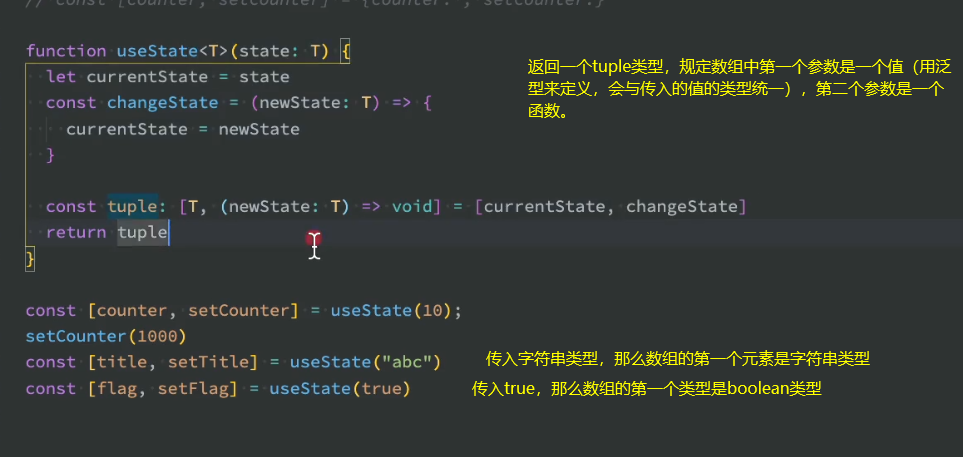 // const [counter, setCounter] = {counter:
function useState<T>(state: T) {
let currentState = state
const changeState = (newState: T) => {
currentState = newState
}
const tuple: [T, (newState: T) => void] = [currentState, changeState]
return tuple
}
const [counter, setCounter] = useState(10);
setCounter(1000)
const [title, setTitle] = useState("abc")
const [flag, setFlag] = useState(true)
返回一个tuple类型，规定数组中第一个参数是一个值（用泛
型来定义，会与传入的值的类型统一），第二个参数是一个
函数。
传入字符串类型，那么数组的第一个元素是字符串类型
传入true，那么数组的第一个类型是boolean类型